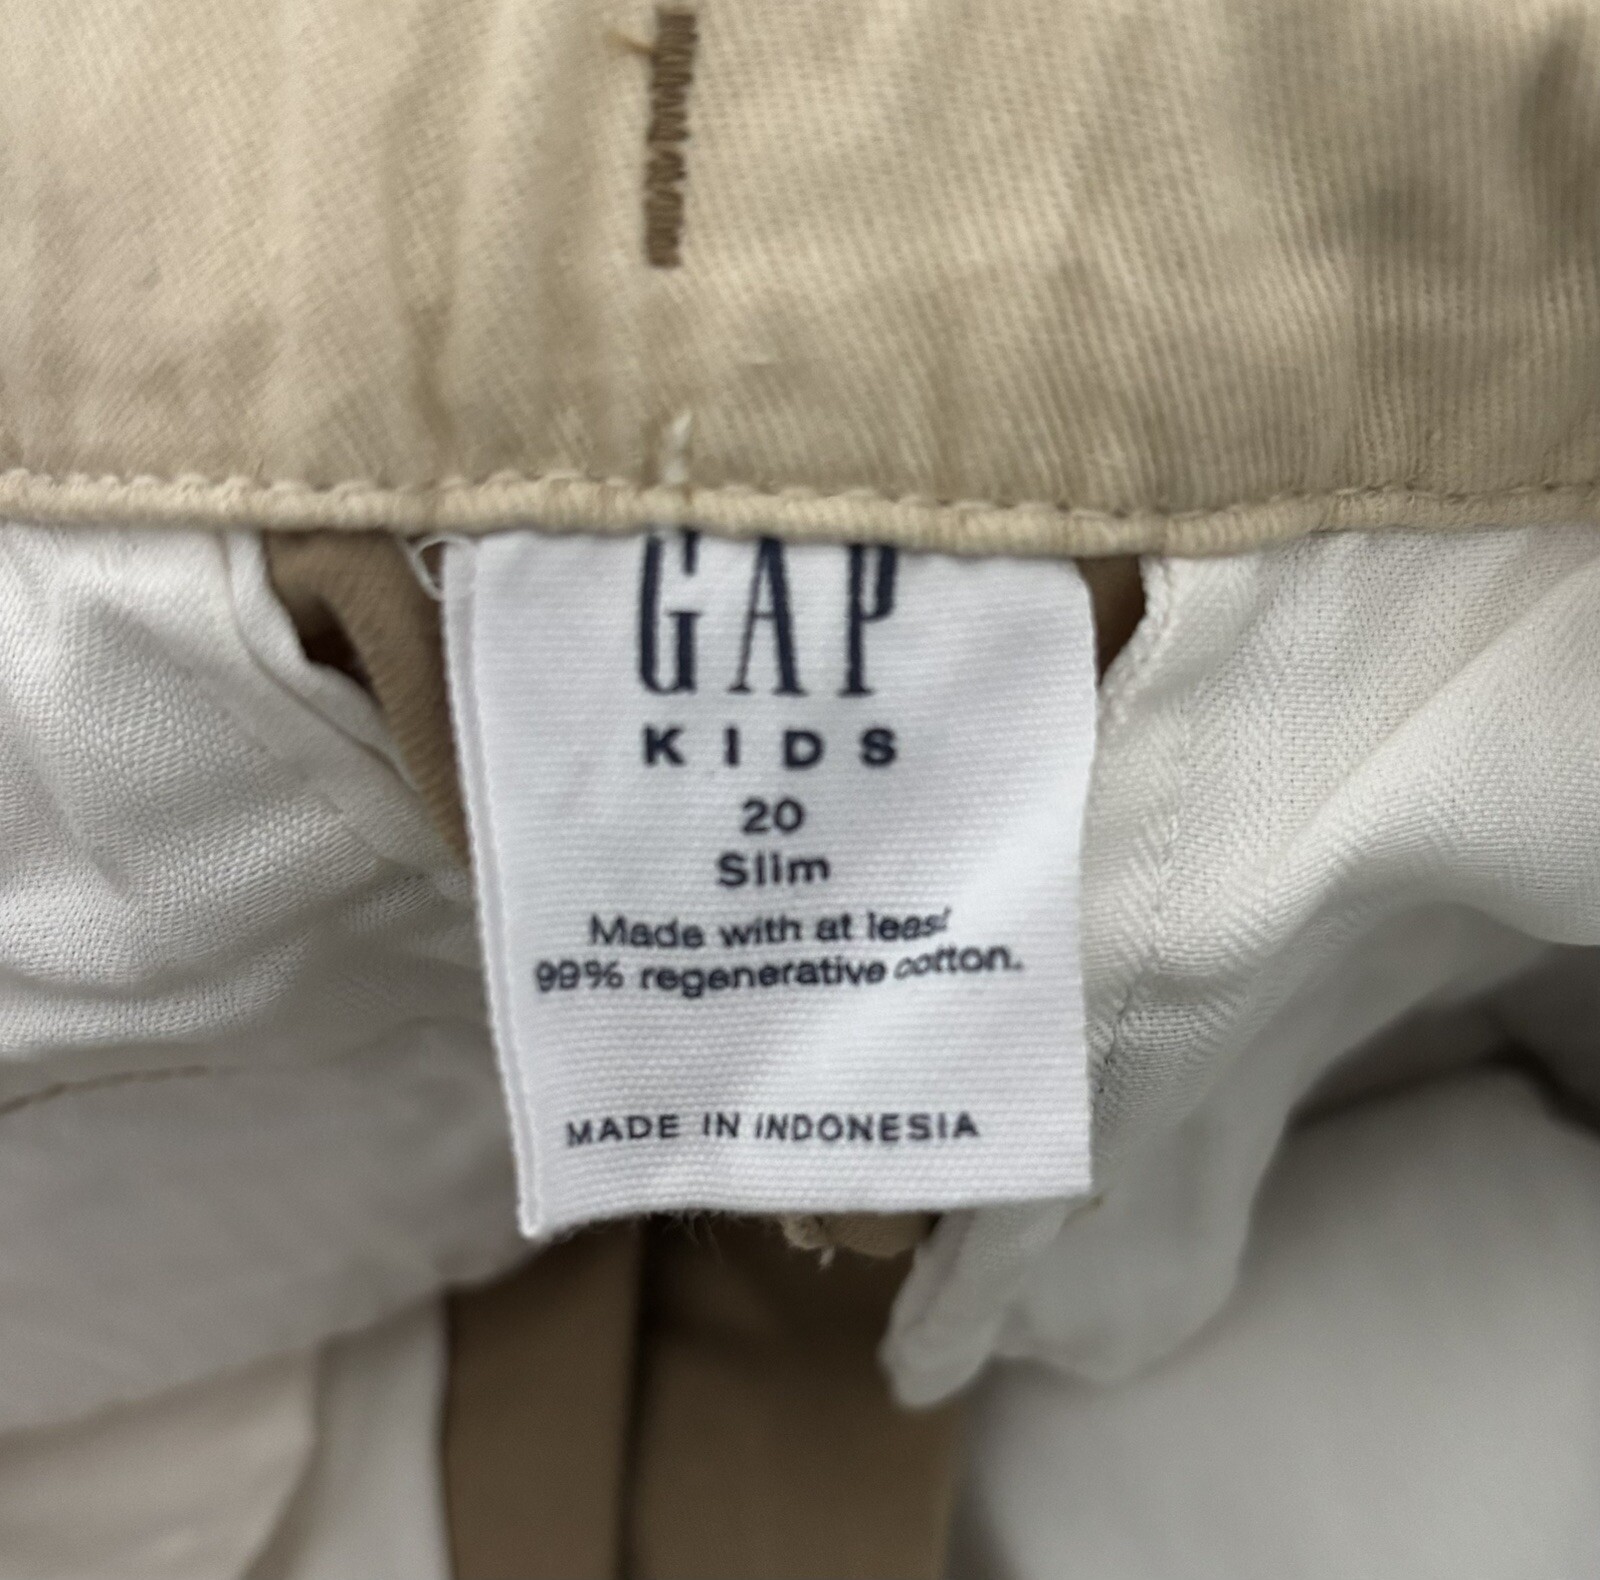 GAP
KIDS
20
Slim
Made with at least
99% regenerative cotton.
MADE IN INDONESIA